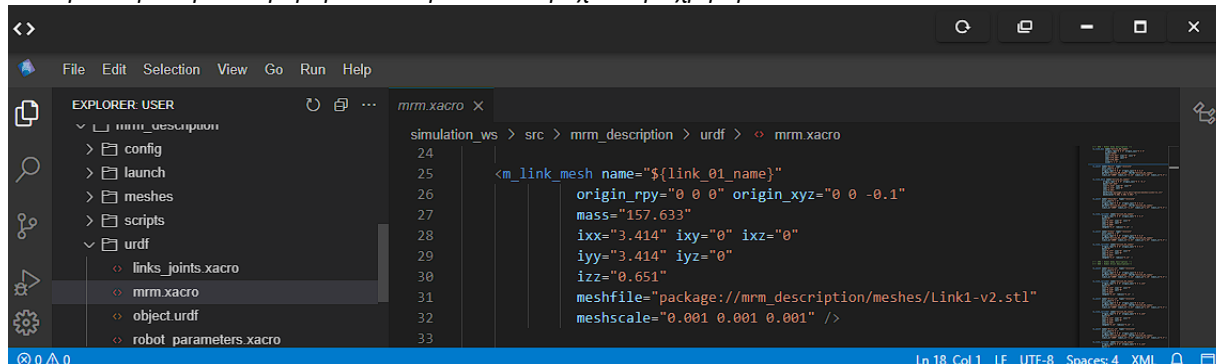 File Edit Selection View Go Run Help
EXPLORER: USER
mrm.xacro
mrm_description
simulation_ws > src > mrm_description > urdf > mrm.xacro
config
launch
meshes
scripts
urdf
links_joints.xacro
mrm.xacro
object.urdf
robot_parameters.xacro
24
25 <m_link_mesh name="${link_01_name}"
26 origin_rpy="0 0 0" origin_xyz="0 0 -0.1"
27 mass="157.633"
28 ixx="3.414" ixy="0" ixz="0"
29 iyy="3.414" iyz="0"
30 izz="0.651"
31 meshfile="package://mrm_description/meshes/Link1-v2.stl"
32 meshscale="0.001 0.001 0.001" />
33
0 0 Ln 18, Col 1 LF UTF-8 Spaces: 4 XML